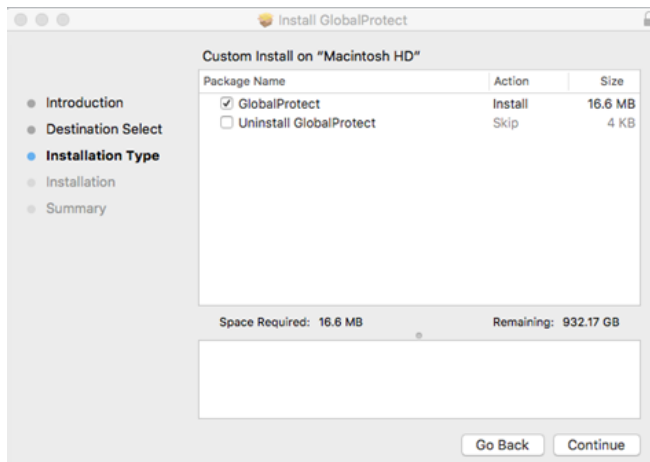 Install GlobalProtect
Custom Install on “Macintosh HD”
Package Name Action Size
GlobalProtect Install 16.6 MB
Uninstall GlobalProtect Skip 4 KB
Introduction
Destination Select
Installation Type
Installation
Summary
Space Required: 16.6 MB Remaining: 932.17 GB
Go Back Continue